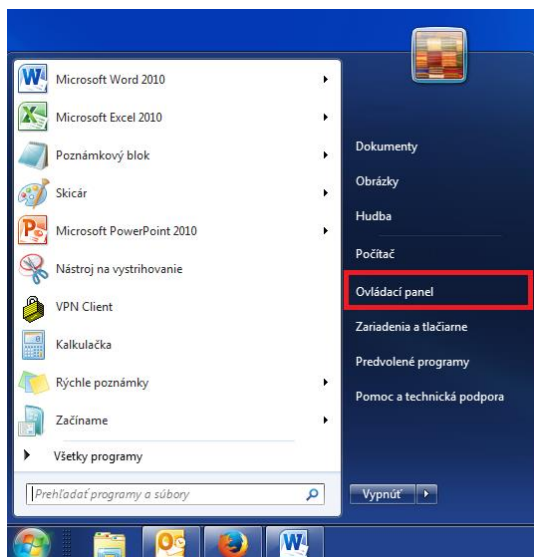 Microsoft Word 2010
Microsoft Excel 2010
Poznámkový blok
Skicár
Microsoft PowerPoint 2010
Nástroj na vystrihovanie
VPN Client
Kalkulačka
Rýchle poznámky
Začíname
Všetky programy
Prehľadať programy a súbory
Dokumenty
Obrázky
Hudba
Počítač
Ovládací panel
Zariadenia a tlačiarne
Predvolené programy
Pomoc a technická podpora
Vypnúť